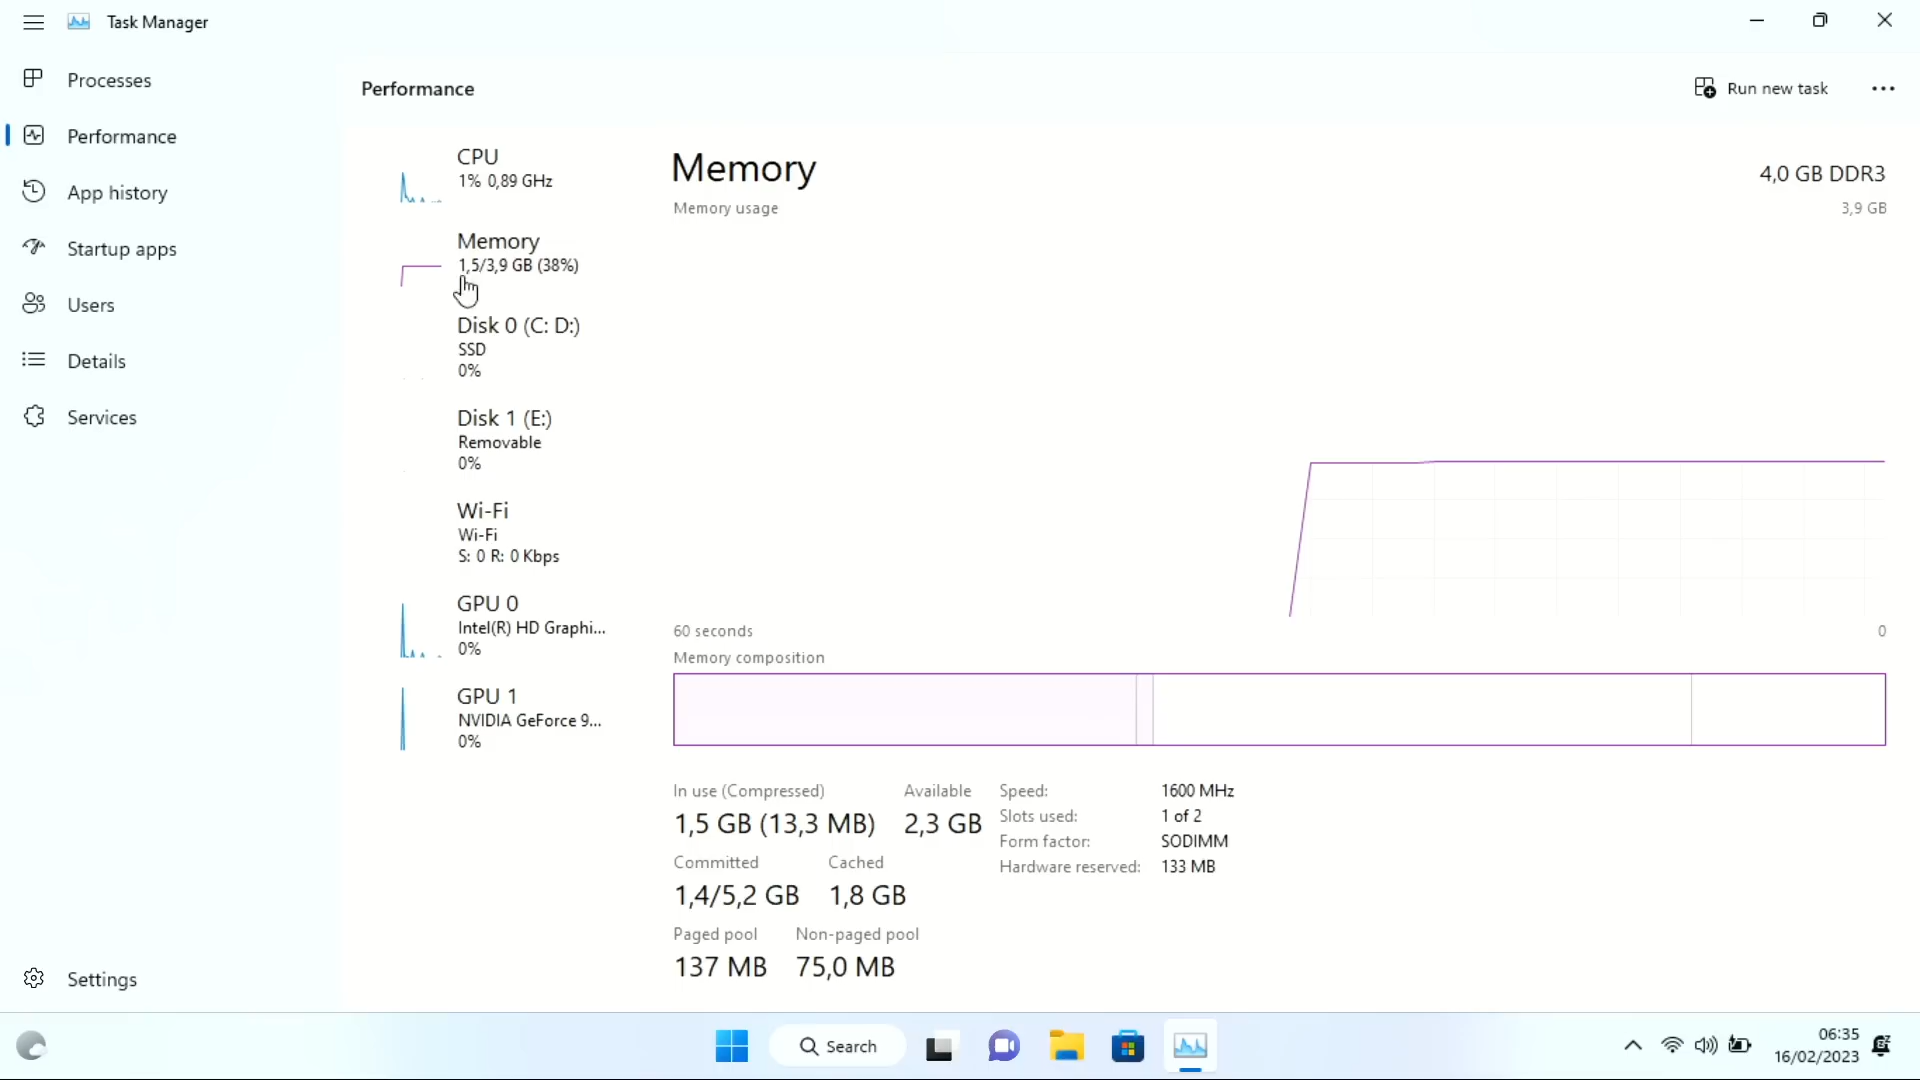 Task Manager
Processes
Performance
App history
Startup apps
Users
Details
Services
Settings
Performance
Run new task
CPU
1% 0,89 GHz
Memory
1,5/3,9 GB (38%)
Disk 0 (C: D:)
SSD
0%
Disk 1 (E:)
Removable
0%
Wi-Fi
Wi-Fi
S: 0 R: 0 Kbps
GPU 0
Intel(R) HD Graphi...
0%
GPU 1
NVIDIA GeForce 9...
0%
Memory
4,0 GB DDR3
Memory usage
3,9 GB
60 seconds
0
Memory composition
In use (Compressed)
1,5 GB (13,3 MB)
Available
2,3 GB
Committed
1,4/5,2 GB
Cached
1,8 GB
Paged pool
137 MB
Non-paged pool
75,0 MB
Speed: 1600 MHz
Slots used: 1 of 2
Form factor: SODIMM
Hardware reserved: 133 MB
Search
06:35
16/02/2023